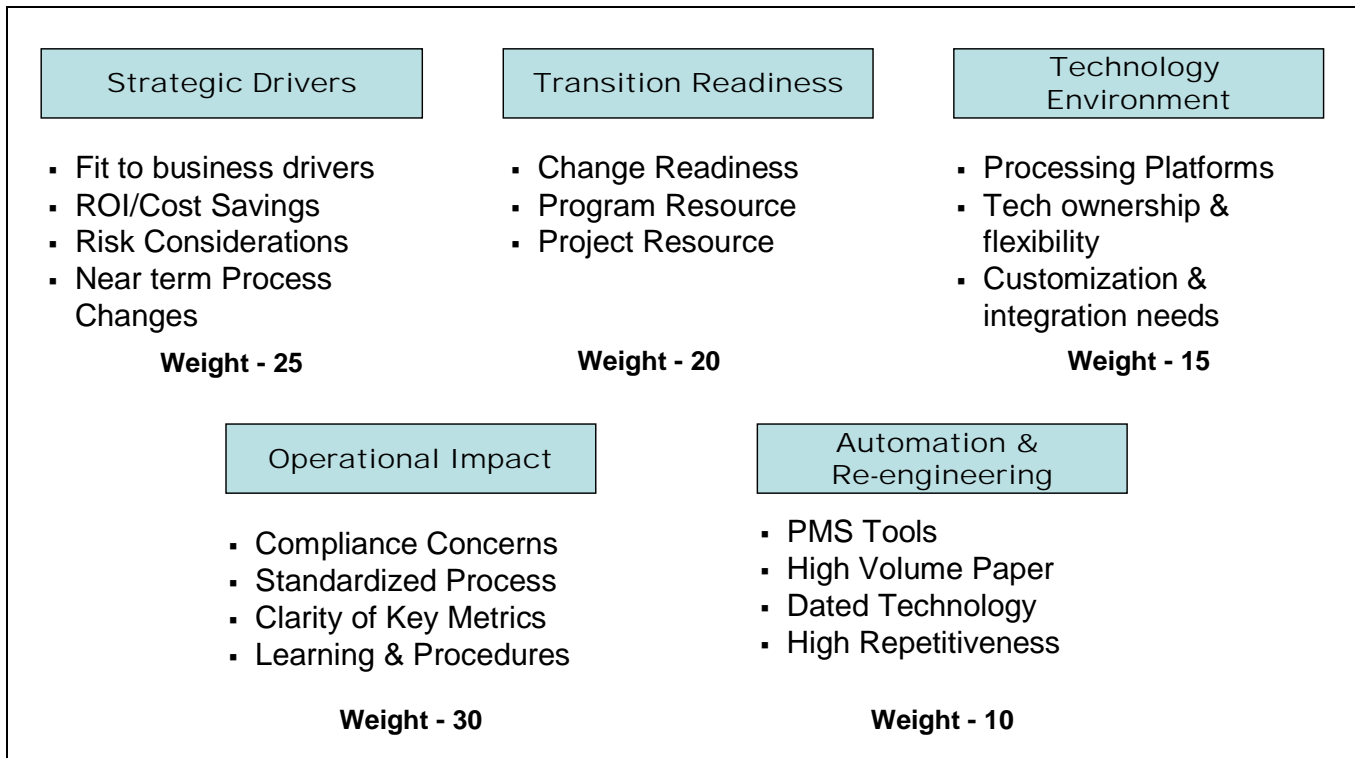 Strategic Drivers
▪ Fit to business drivers
▪ ROI/Cost Savings
▪ Risk Considerations
▪ Near term Process
Changes
Weight - 25
Transition Readiness
▪ Change Readiness
▪ Program Resource
▪ Project Resource
Weight - 20
Technology
Environment
▪ Processing Platforms
▪ Tech ownership &
flexibility
▪ Customization &
integration needs
Weight - 15
Operational Impact
▪ Compliance Concerns
▪ Standardized Process
▪ Clarity of Key Metrics
▪ Learning & Procedures
Weight - 30
Automation &
Re-engineering
▪ PMS Tools
▪ High Volume Paper
▪ Dated Technology
▪ High Repetitiveness
Weight - 10